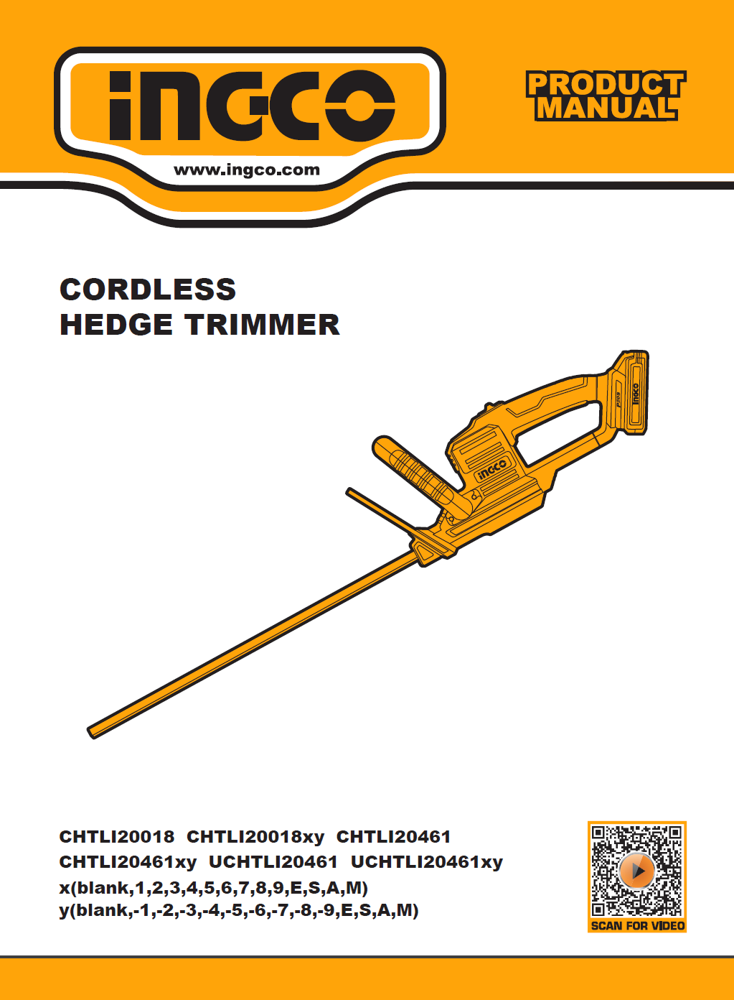 INGCO
www.ingco.com
PRODUCT
MANUAL
CORDLESS
HEDGE TRIMMER
P20S
INGCO
INGCO
CHTLI20018 CHTLI20018xy CHTLI20461
CHTLI20461xy UCHTLI20461 UCHTLI20461xy
x(blank,1,2,3,4,5,6,7,8,9,E,S,A,M)
y(blank,-1,-2,-3,-4,-5,-6,-7,-8,-9,E,S,A,M)
SCAN FOR VIDEO